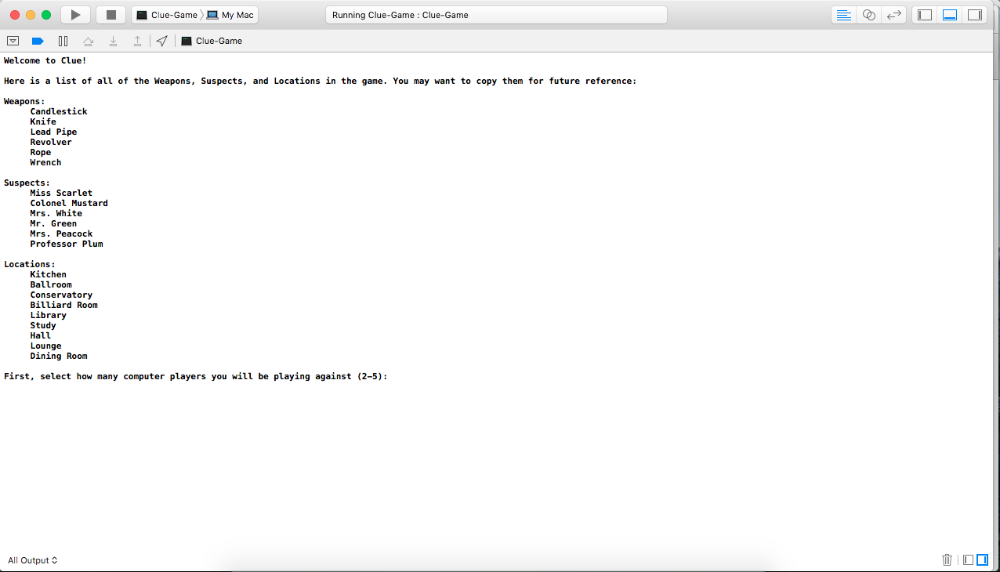 Clue-Game
My Mac
Running Clue-Game : Clue-Game
Clue-Game
Welcome to Clue!
Here is a list of all of the Weapons, Suspects, and Locations in the game. You may want to copy them for future reference:
Weapons:
Candlestick
Knife
Lead Pipe
Revolver
Rope
Wrench
Suspects:
Miss Scarlet
Colonel Mustard
Mrs. White
Mr. Green
Mrs. Peacock
Professor Plum
Locations:
Kitchen
Ballroom
Conservatory
Billiard Room
Library
Study
Hall
Lounge
Dining Room
First, select how many computer players you will be playing against (2-5):
All Output